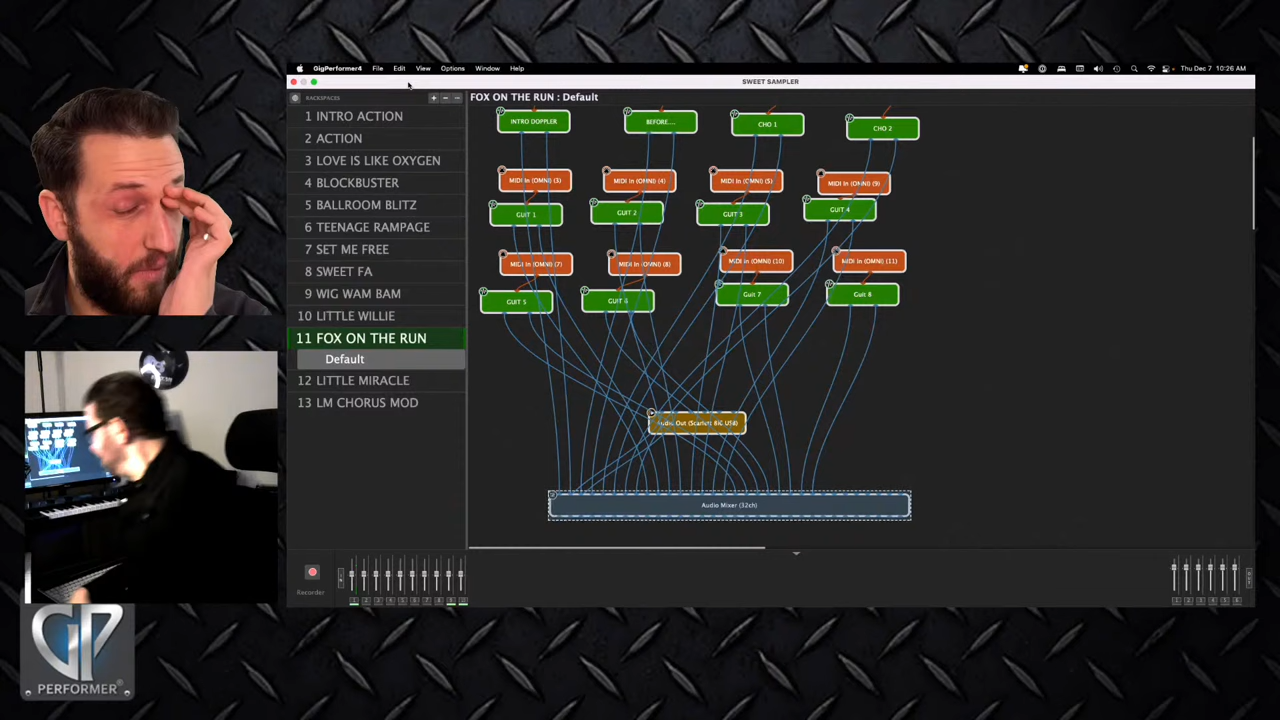 GigPerformer4 File Edit View Options Window Help Thu Dec 7 10:26 AM
SWEET SAMPLER
RACKSPACES
FOX ON THE RUN : Default
1 INTRO ACTION
2 ACTION
3 LOVE IS LIKE OXYGEN
4 BLOCKBUSTER
5 BALLROOM BLITZ
6 TEENAGE RAMPAGE
7 SET ME FREE
8 SWEET FA
9 WIG WAM BAM
10 LITTLE WILLIE
11 FOX ON THE RUN
Default
12 LITTLE MIRACLE
13 LM CHORUS MOD
INTRO DOPPLER BEFORE.... CHO 1 CHO 2
MIDI In (OMNI) (3) MIDI In (OMNI) (4) MIDI In (OMNI) (5) MIDI In (OMNI) (9)
GUIT 1 GUIT 2 GUIT 3 GUIT 4
MIDI In (OMNI) (7) MIDI In (OMNI) (8) MIDI In (OMNI) (10) MIDI In (OMNI) (11)
GUIT 5 GUIT 6 Guit 7 Guit 8
Audio Out (Scarlett 8i6 USB)
Audio Mixer (32ch)
Recorder
GP
PERFORMER